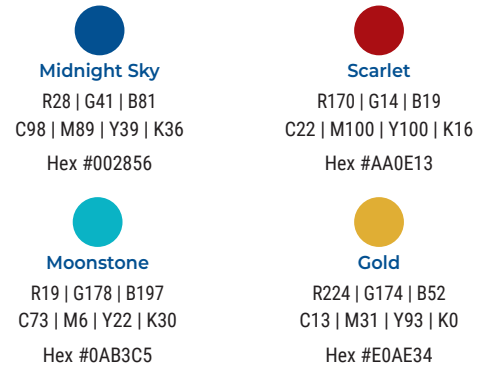 Midnight Sky
R28 | G41 | B81
C98 | M89 | Y39 | K36
Hex #002856
Scarlet
R170 | G14 | B19
C22 | M100 | Y100 | K16
Hex #AA0E13
Moonstone
R19 | G178 | B197
C73 | M6 | Y22 | K30
Hex #0AB3C5
Gold
R224 | G174 | B52
C13 | M31 | Y93 | K0
Hex #E0AE34